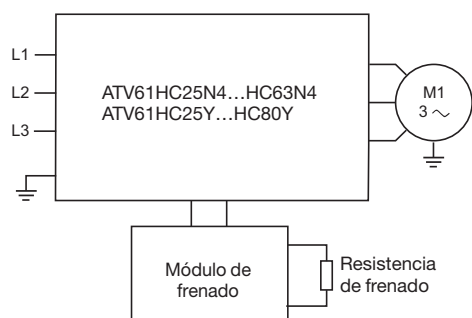 L1
L2
L3
ATV61HC25N4...HC63N4
ATV61HC25Y...HC80Y
M1
3 ~
Módulo de
frenado
Resistencia
de frenado